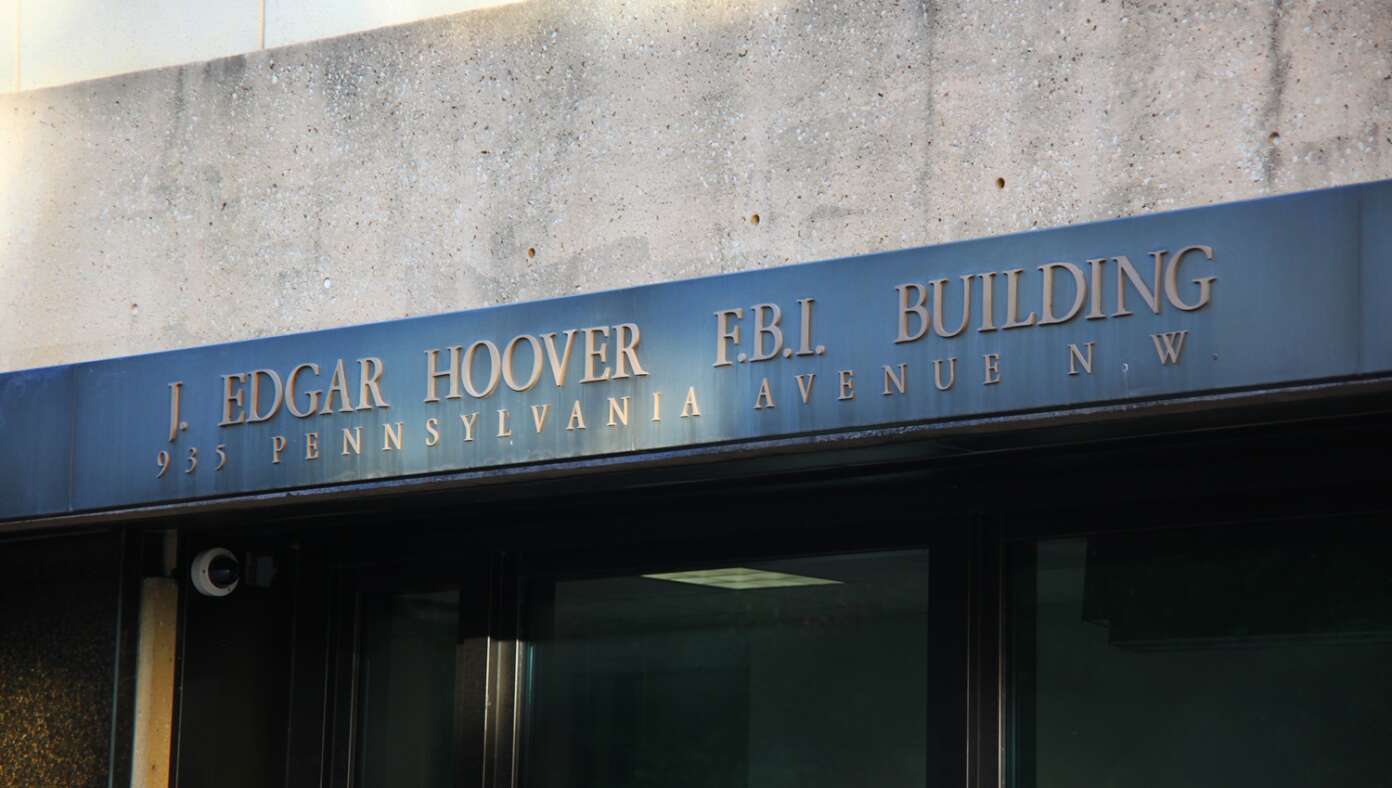 J. EDGAR HOOVER F.B.I. BUILDING
935 PENNSYLVANIA AVENUE N.W.